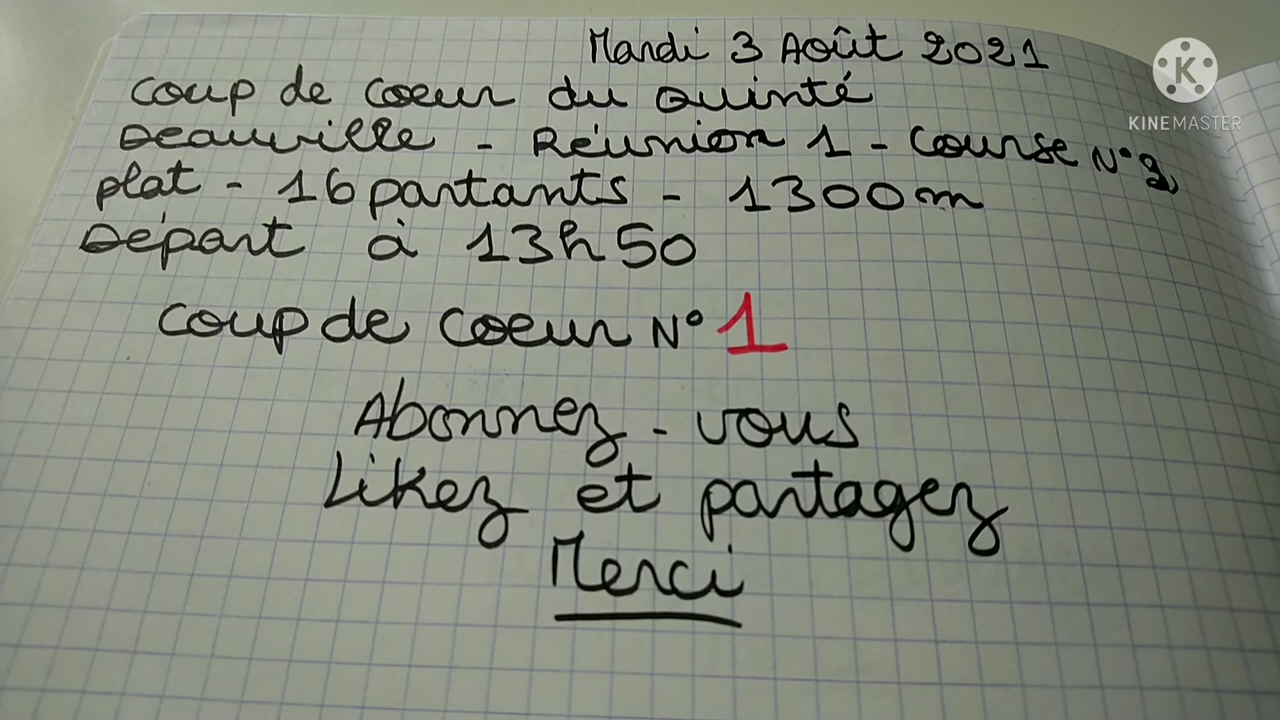 Mardi 3 Août 2021
Coup de coeur du Quinté
Deauville - Réunion 1 - Course N°2
plat - 16 partants - 1300m
Départ à 13h50
Coup de coeur N° 1
Abonnez-vous
Likez et partagez
Merci
KINEMASTER